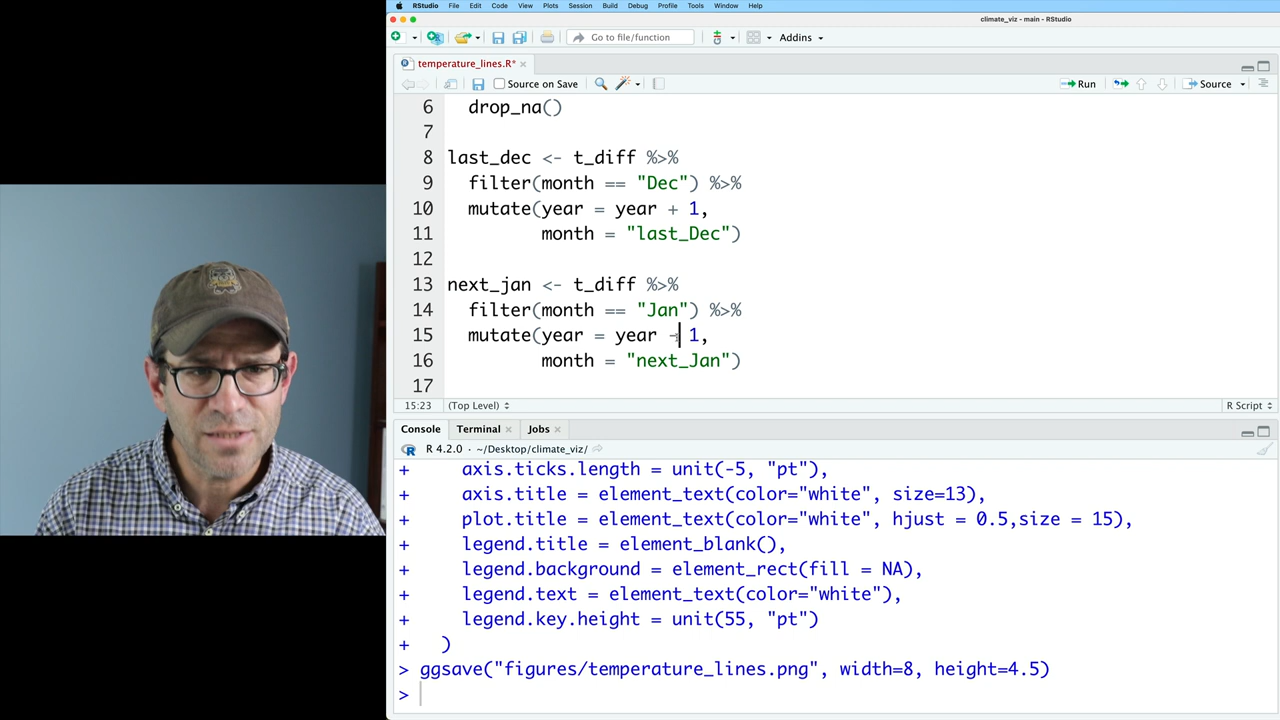 RStudio File Edit Code View Plots Session Build Debug Profile Tools Window Help
climate_viz - main - RStudio
Go to file/function Addins
temperature_lines.R*
Source on Save Run Source
6 drop_na()
7
8 last_dec <- t_diff %>%
9 filter(month == "Dec") %>%
10 mutate(year = year + 1,
11 month = "last_Dec")
12
13 next_jan <- t_diff %>%
14 filter(month == "Jan") %>%
15 mutate(year = year - 1,
16 month = "next_Jan")
17
15:23 (Top Level) R Script
Console Terminal Jobs
R 4.2.0 · ~/Desktop/climate_viz/
+ axis.ticks.length = unit(-5, "pt"),
+ axis.title = element_text(color="white", size=13),
+ plot.title = element_text(color="white", hjust = 0.5,size = 15),
+ legend.title = element_blank(),
+ legend.background = element_rect(fill = NA),
+ legend.text = element_text(color="white"),
+ legend.key.height = unit(55, "pt")
+ )
> ggsave("figures/temperature_lines.png", width=8, height=4.5)
>